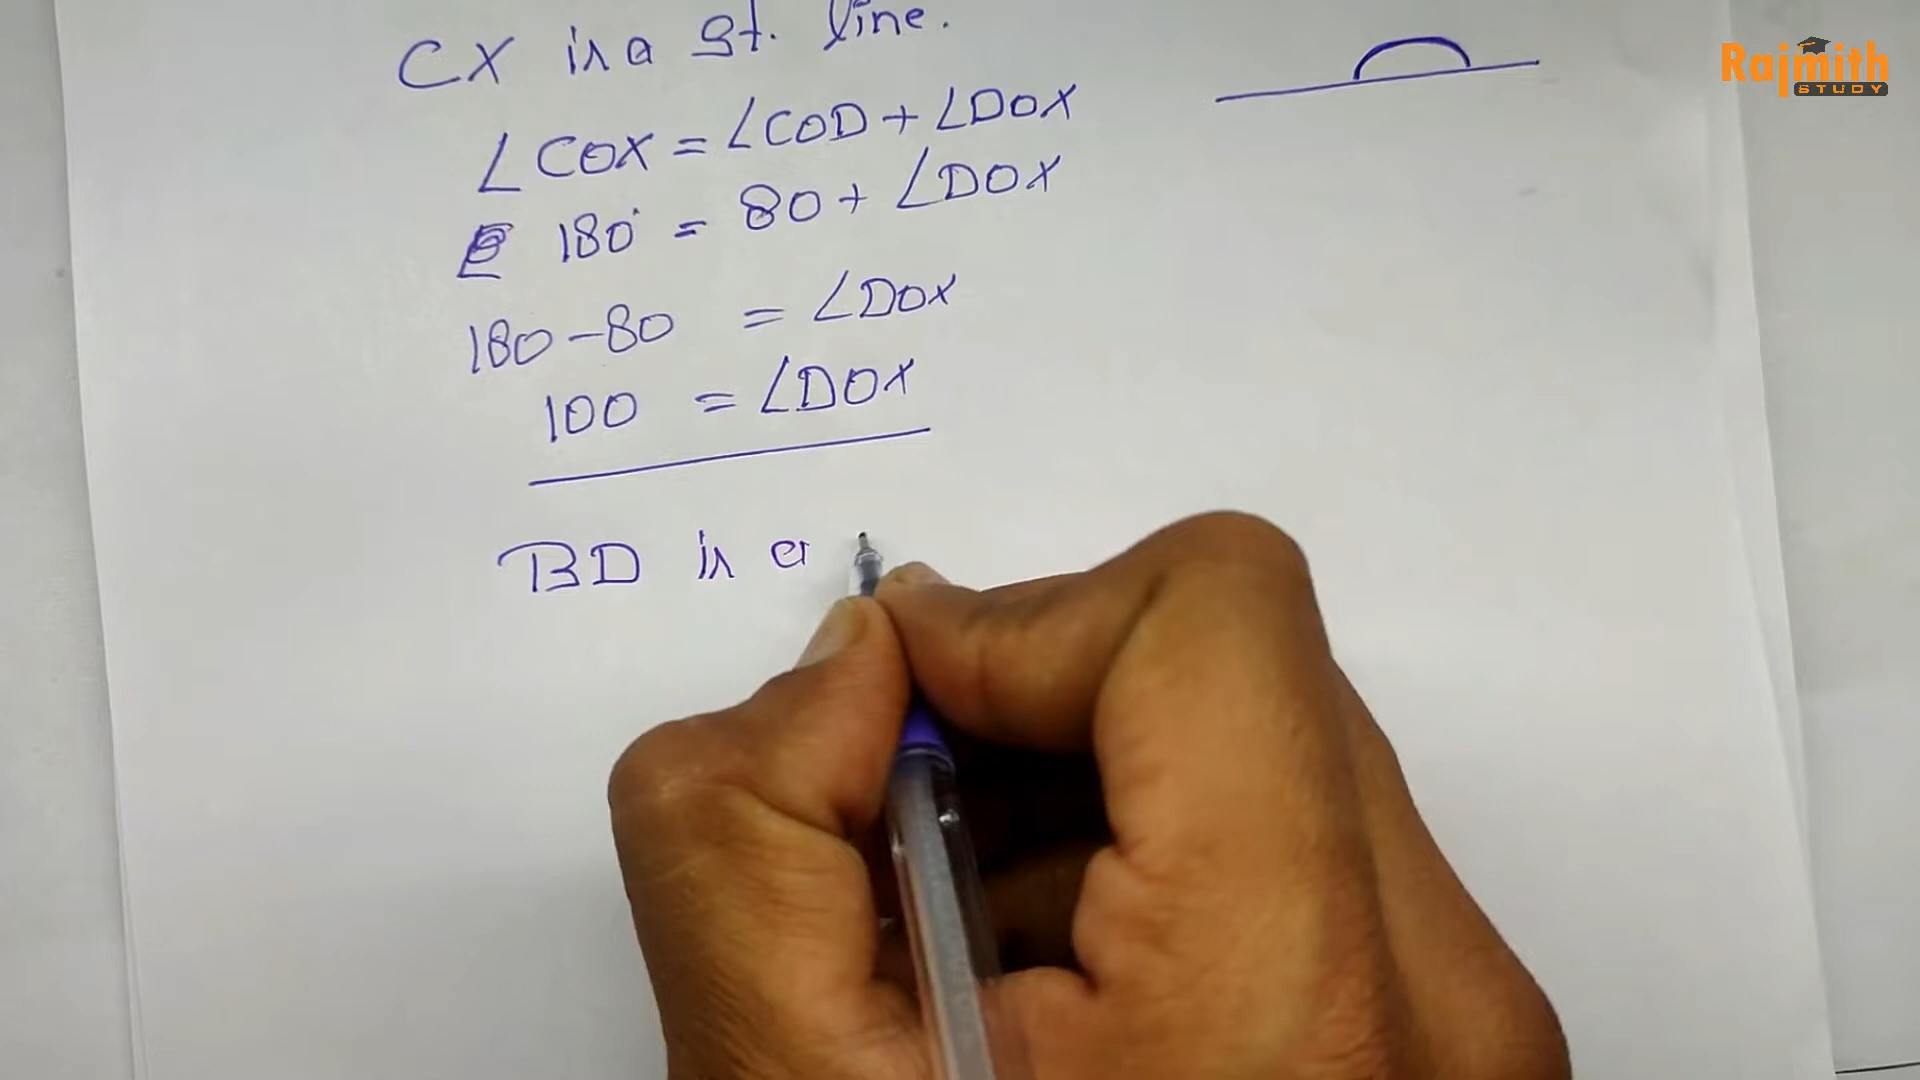 CX is a st. line.
∠COX = ∠COD + ∠DOX
180° = 80 + ∠DOX
180 - 80 = ∠DOX
100 = ∠DOX
BD is a
Rajmith
STUDY